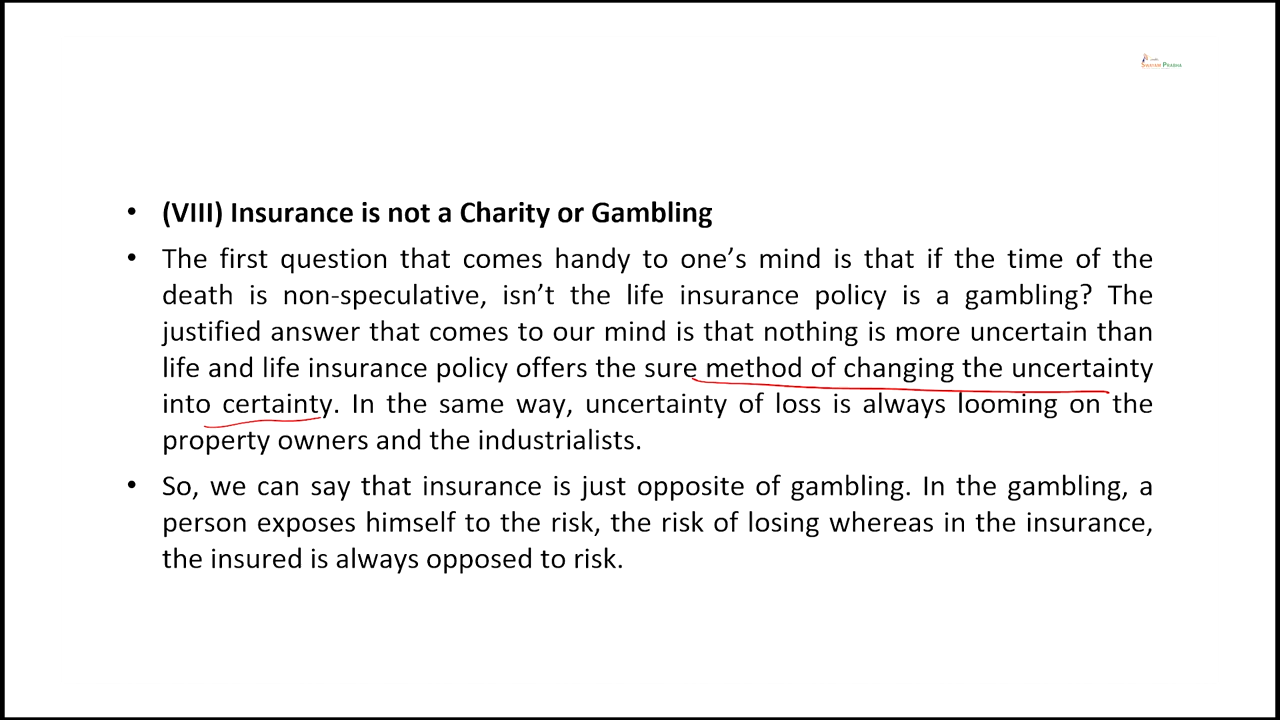 SWAYAM PRABHA
• (VIII) Insurance is not a Charity or Gambling
• The first question that comes handy to one’s mind is that if the time of the
death is non-speculative, isn’t the life insurance policy is a gambling? The
justified answer that comes to our mind is that nothing is more uncertain than
life and life insurance policy offers the sure method of changing the uncertainty
into certainty. In the same way, uncertainty of loss is always looming on the
property owners and the industrialists.
• So, we can say that insurance is just opposite of gambling. In the gambling, a
person exposes himself to the risk, the risk of losing whereas in the insurance,
the insured is always opposed to risk.